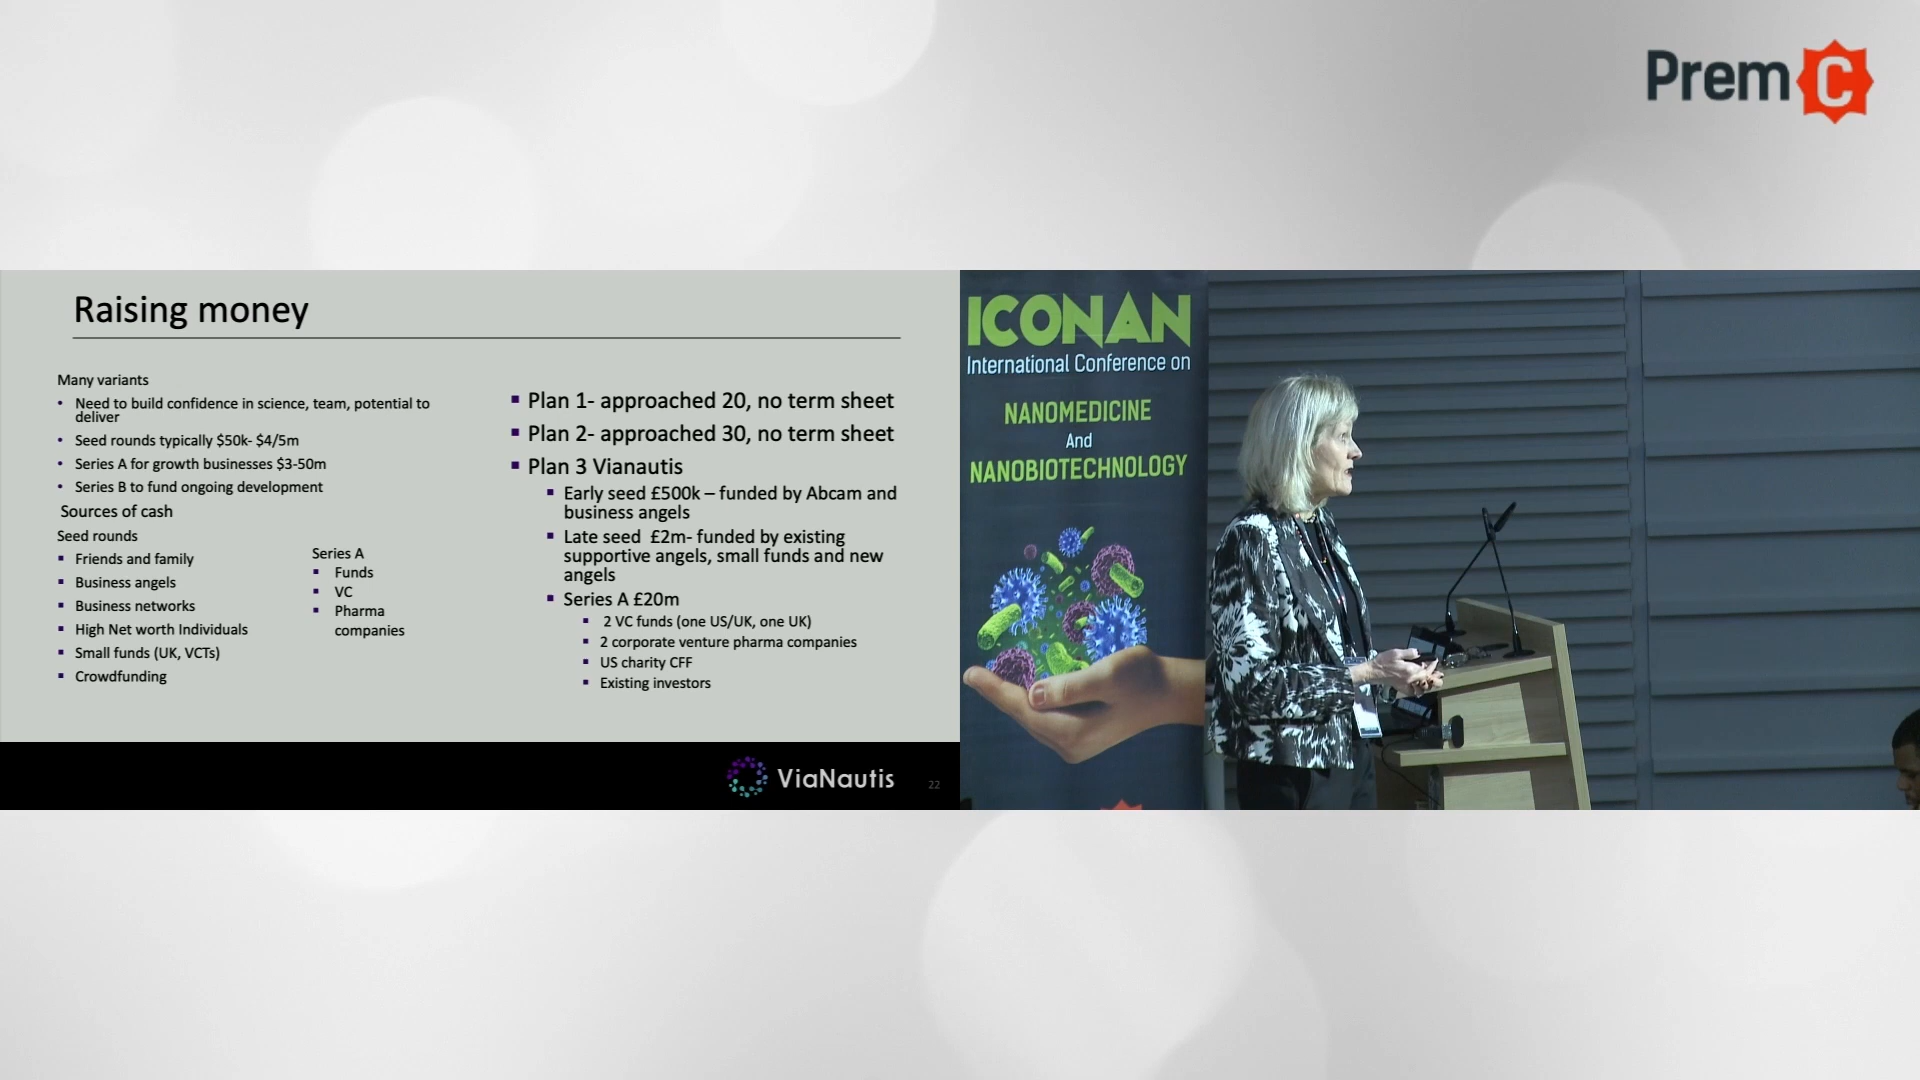 Prem C
Raising money
Many variants
• Need to build confidence in science, team, potential to
deliver
• Seed rounds typically $50k- $4/5m
• Series A for growth businesses $3-50m
• Series B to fund ongoing development
Sources of cash
Seed rounds
▪ Friends and family
▪ Business angels
▪ Business networks
▪ High Net worth Individuals
▪ Small funds (UK, VCTs)
▪ Crowdfunding
Series A
▪ Funds
▪ VC
▪ Pharma
companies
▪ Plan 1- approached 20, no term sheet
▪ Plan 2- approached 30, no term sheet
▪ Plan 3 Vianautis
▪ Early seed £500k – funded by Abcam and
business angels
▪ Late seed £2m- funded by existing
supportive angels, small funds and new
angels
▪ Series A £20m
▪ 2 VC funds (one US/UK, one UK)
▪ 2 corporate venture pharma companies
▪ US charity CFF
▪ Existing investors
ViaNautis
22
ICONAN
International Conference on
NANOMEDICINE
And
NANOBIOTECHNOLOGY